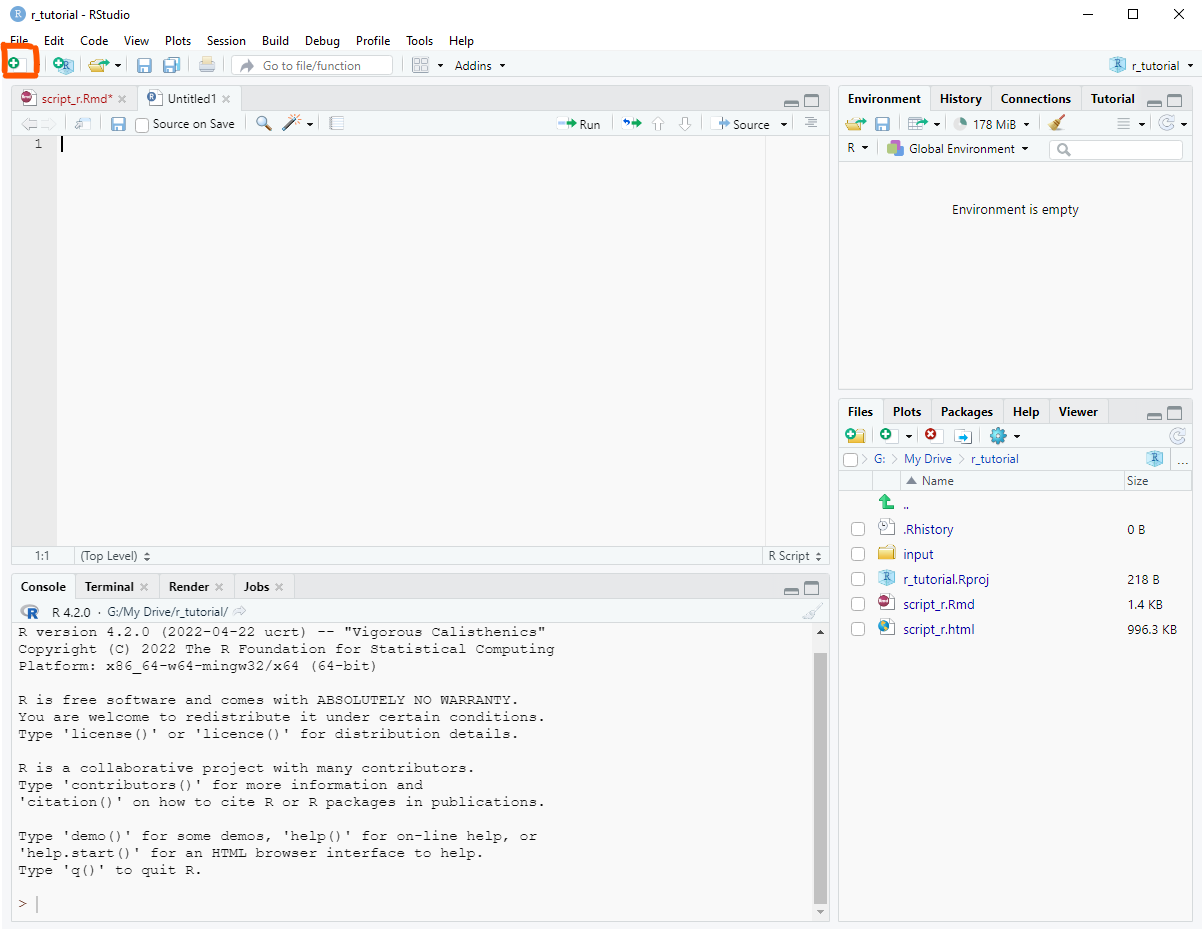 r_tutorial - RStudio
File Edit Code View Plots Session Build Debug Profile Tools Help
Go to file/function Addins r_tutorial
script_r.Rmd* Untitled1
Source on Save Run Source
1
1:1 (Top Level) R Script
Console Terminal Render Jobs
R 4.2.0 · G:/My Drive/r_tutorial/
R version 4.2.0 (2022-04-22 ucrt) -- "Vigorous Calisthenics"
Copyright (C) 2022 The R Foundation for Statistical Computing
Platform: x86_64-w64-mingw32/x64 (64-bit)
R is free software and comes with ABSOLUTELY NO WARRANTY.
You are welcome to redistribute it under certain conditions.
Type 'license()' or 'licence()' for distribution details.
R is a collaborative project with many contributors.
Type 'contributors()' for more information and
'citation()' on how to cite R or R packages in publications.
Type 'demo()' for some demos, 'help()' for on-line help, or
'help.start()' for an HTML browser interface to help.
Type 'q()' to quit R.
>
Environment History Connections Tutorial
178 MiB
R Global Environment
Environment is empty
Files Plots Packages Help Viewer
G: My Drive r_tutorial ...
Name Size
..
.Rhistory 0 B
input
r_tutorial.Rproj 218 B
script_r.Rmd 1.4 KB
script_r.html 996.3 KB